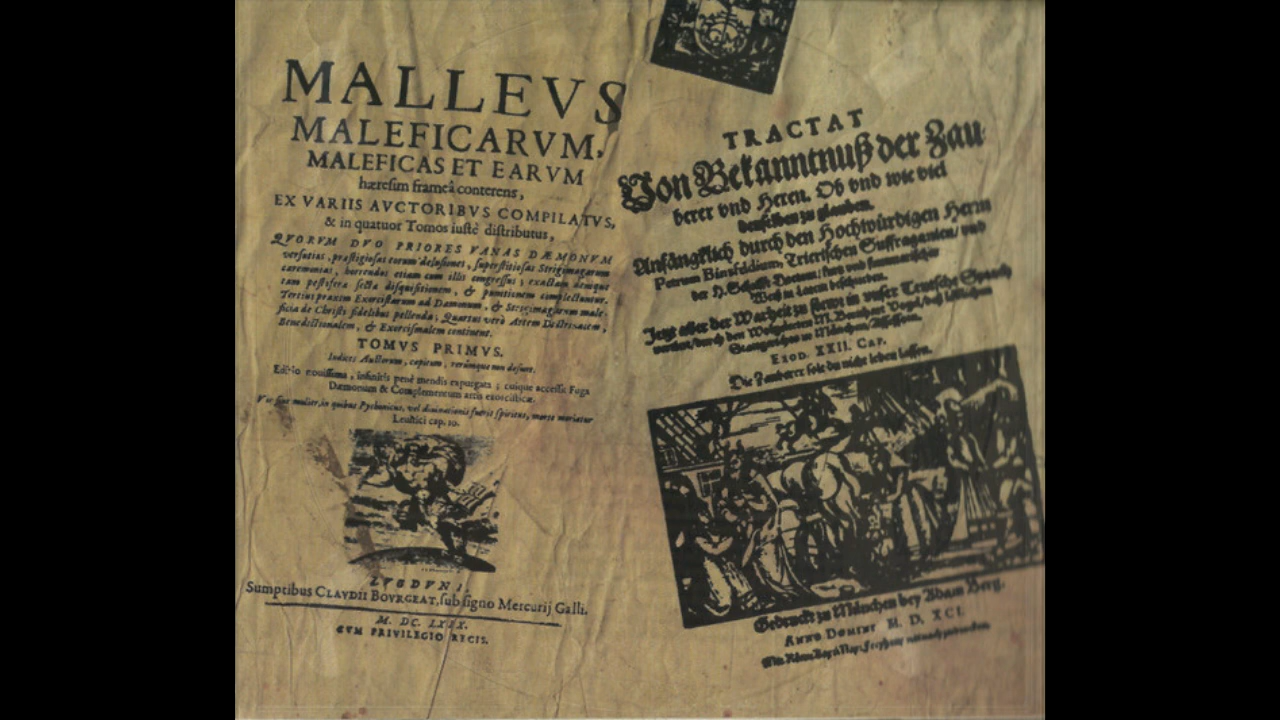 MALLEVS
MALEFICARVM,
MALEFICAS ET EARVM
hæresim frameâ conterens,
EX VARIIS AVCTORIBVS COMPILATVS,
& in quatuor Tomos iustè distributus,
QVORVM DVO PRIORES VANAS DÆMONVM
versutias, præstigiosas eorum delusiones, superstitiosas Strigimagarum
cæremonias, horrendos etiam cum illis congressus; exactam denique
tam pestiferæ sectæ disquisitionem, & punitionem complectuntur.
Tertius praxim Exorcistarum ad Dæmonum, & Strigimagarum male-
ficia de Christi fidelibus pellenda; Quartus verò Artem Doctrinalem,
Benedictionalem, & Exorcismalem continent.
TOMVS PRIMVS.
Indices Auctorum, capitum, rerúmque non desunt.
Editio nouissima, infinitis penè mendis expurgata; cuique accessit Fuga
Dæmonum & Complementum artis exorcisticæ.
Vir siue mulier, in quibus Pythonicus, vel diuinationis fuerit spiritus, morte moriatur
Leuitici cap. 10.
LVGDVNI,
Sumptibus CLAVDII BOVRGEAT, sub signo Mercurij Galli.
M. DC. LXIX.
CVM PRIVILEGIO REGIS.
TRACTAT
Von Bekanntnuß der Zau-
berer vnd Hexen. Ob vnd wie viel
denselben zu glauben.
Anfängklich durch den Hochwürdigen Herrn
Petrum Binsfeldium, Trierischen Suffraganien/ vnd
der H. Schrifft Doctorn/ kurtz vnd summarischer
Weiß in Latein beschrieben.
Jetzt aber der Warheit zu stewr in vnser Teutsche Sprach
vertiert/ durch den Wolgelerten M. Bernhart Vogel/
EXOD. XXII. CAP.
Die Zauberer solt du nicht leben lassen.
Gedruckt zu München bey Adam Berg.
ANNO DOMINI M. D. XCI.